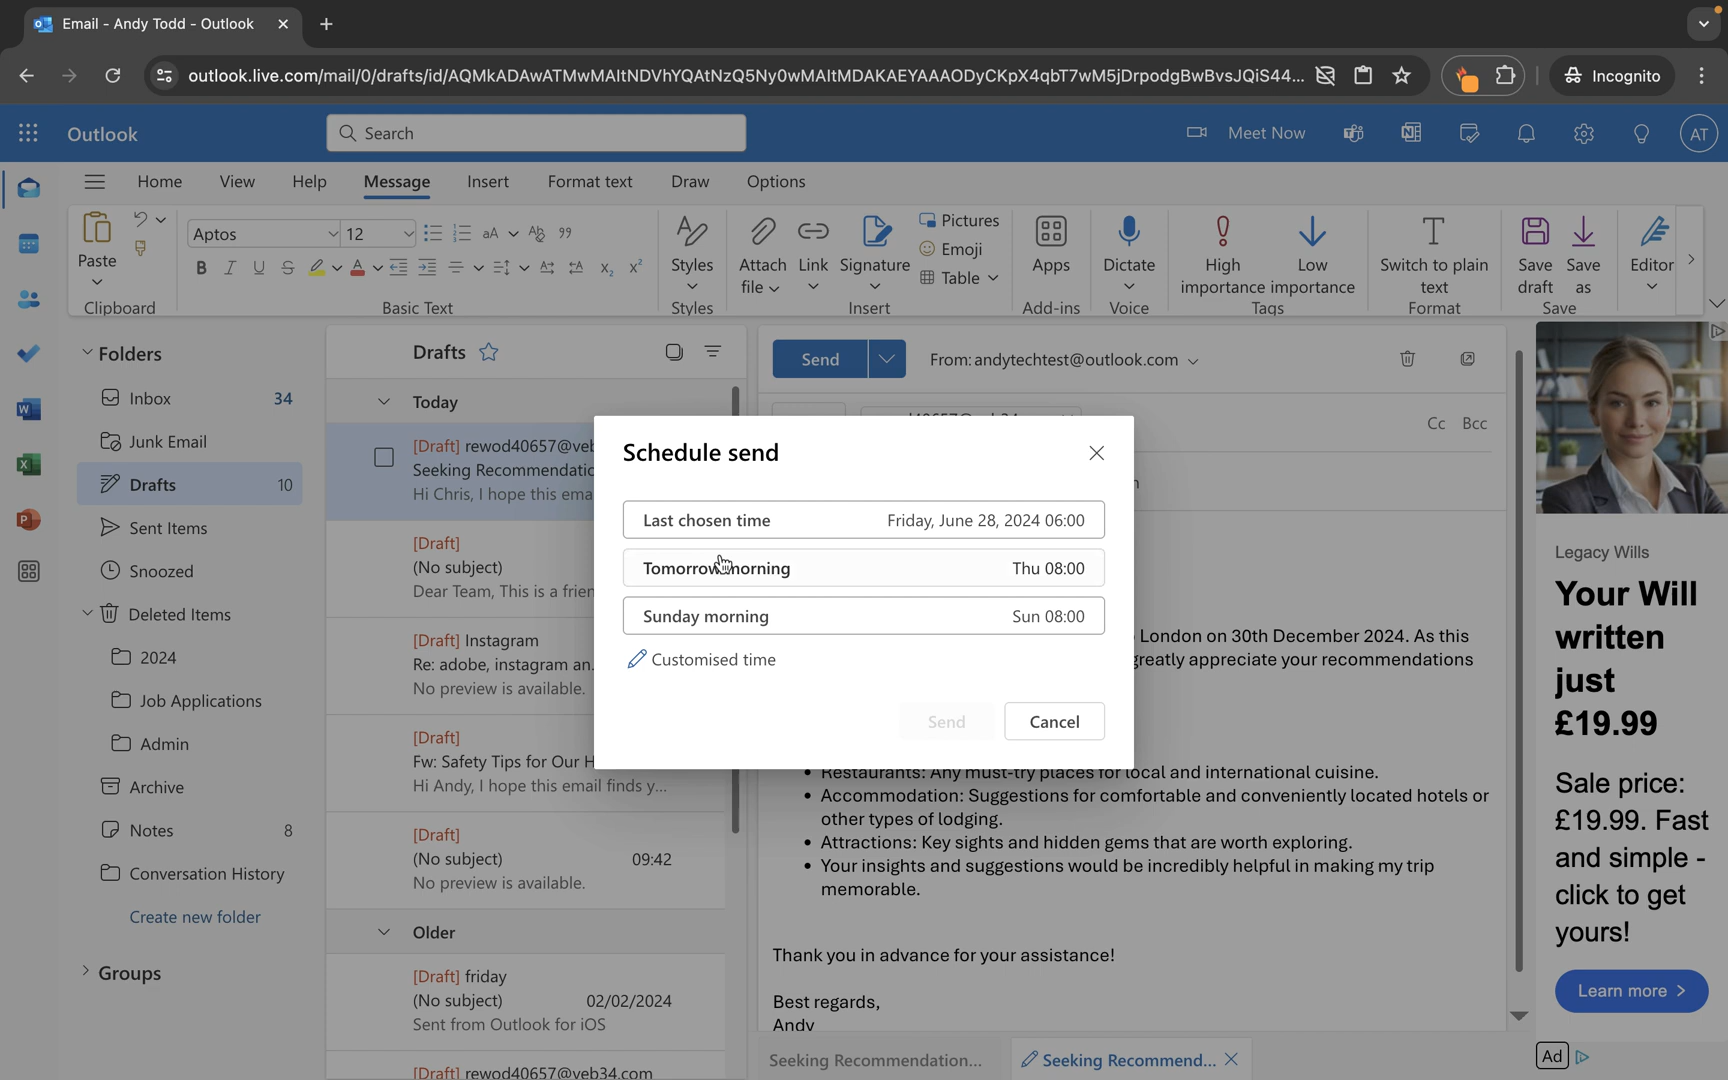 Email - Andy Todd - Outlook
outlook.live.com/mail/0/drafts/id/AQMkADAwATMwMAItNDVhYQAtNzQ5Ny0wMAItMDAKAEYAAAODyCKpX4qbT7wM5jDrpodgBwBvsJQiS44...
Incognito
Outlook
Search
Meet Now
AT
Home View Help Message Insert Format text Draw Options
Paste
Clipboard
Aptos 12
Basic Text
Styles
Styles
Attach file
Link
Signature
Pictures
Emoji
Table
Insert
Apps
Add-ins
Dictate
Voice
High importance
Low importance
Tags
Switch to plain text
Format
Save draft
Save as
Save
Editor
Folders
Inbox 34
Junk Email
Drafts 10
Sent Items
Snoozed
Deleted Items
2024
Job Applications
Admin
Archive
Notes 8
Conversation History
Create new folder
Groups
Drafts
Today
[Draft] rewod40657@veb
Seeking Recommendatic
Hi Chris, I hope this ema
[Draft]
(No subject)
Dear Team, This is a frien
[Draft] Instagram
Re: adobe, instagram an.
No preview is available.
[Draft]
Fw: Safety Tips for Our H
Hi Andy, I hope this email finds y...
[Draft]
(No subject) 09:42
No preview is available.
Older
[Draft] friday
(No subject) 02/02/2024
Sent from Outlook for iOS
[Draft] rewod40657@veb34.com
Send
From: andytechtest@outlook.com
Cc Bcc
Schedule send
Last chosen time Friday, June 28, 2024 06:00
Tomorrow morning Thu 08:00
Sunday morning Sun 08:00
Customised time
Send
Cancel
London on 30th December 2024. As this
greatly appreciate your recommendations
Restaurants: Any must-try places for local and international cuisine.
Accommodation: Suggestions for comfortable and conveniently located hotels or
other types of lodging.
Attractions: Key sights and hidden gems that are worth exploring.
Your insights and suggestions would be incredibly helpful in making my trip
memorable.
Thank you in advance for your assistance!
Best regards,
Andy
Seeking Recommendation...
Seeking Recommend...
Legacy Wills
Your Will
written
just
£19.99
Sale price:
£19.99. Fast
and simple -
click to get
yours!
Learn more >
Ad